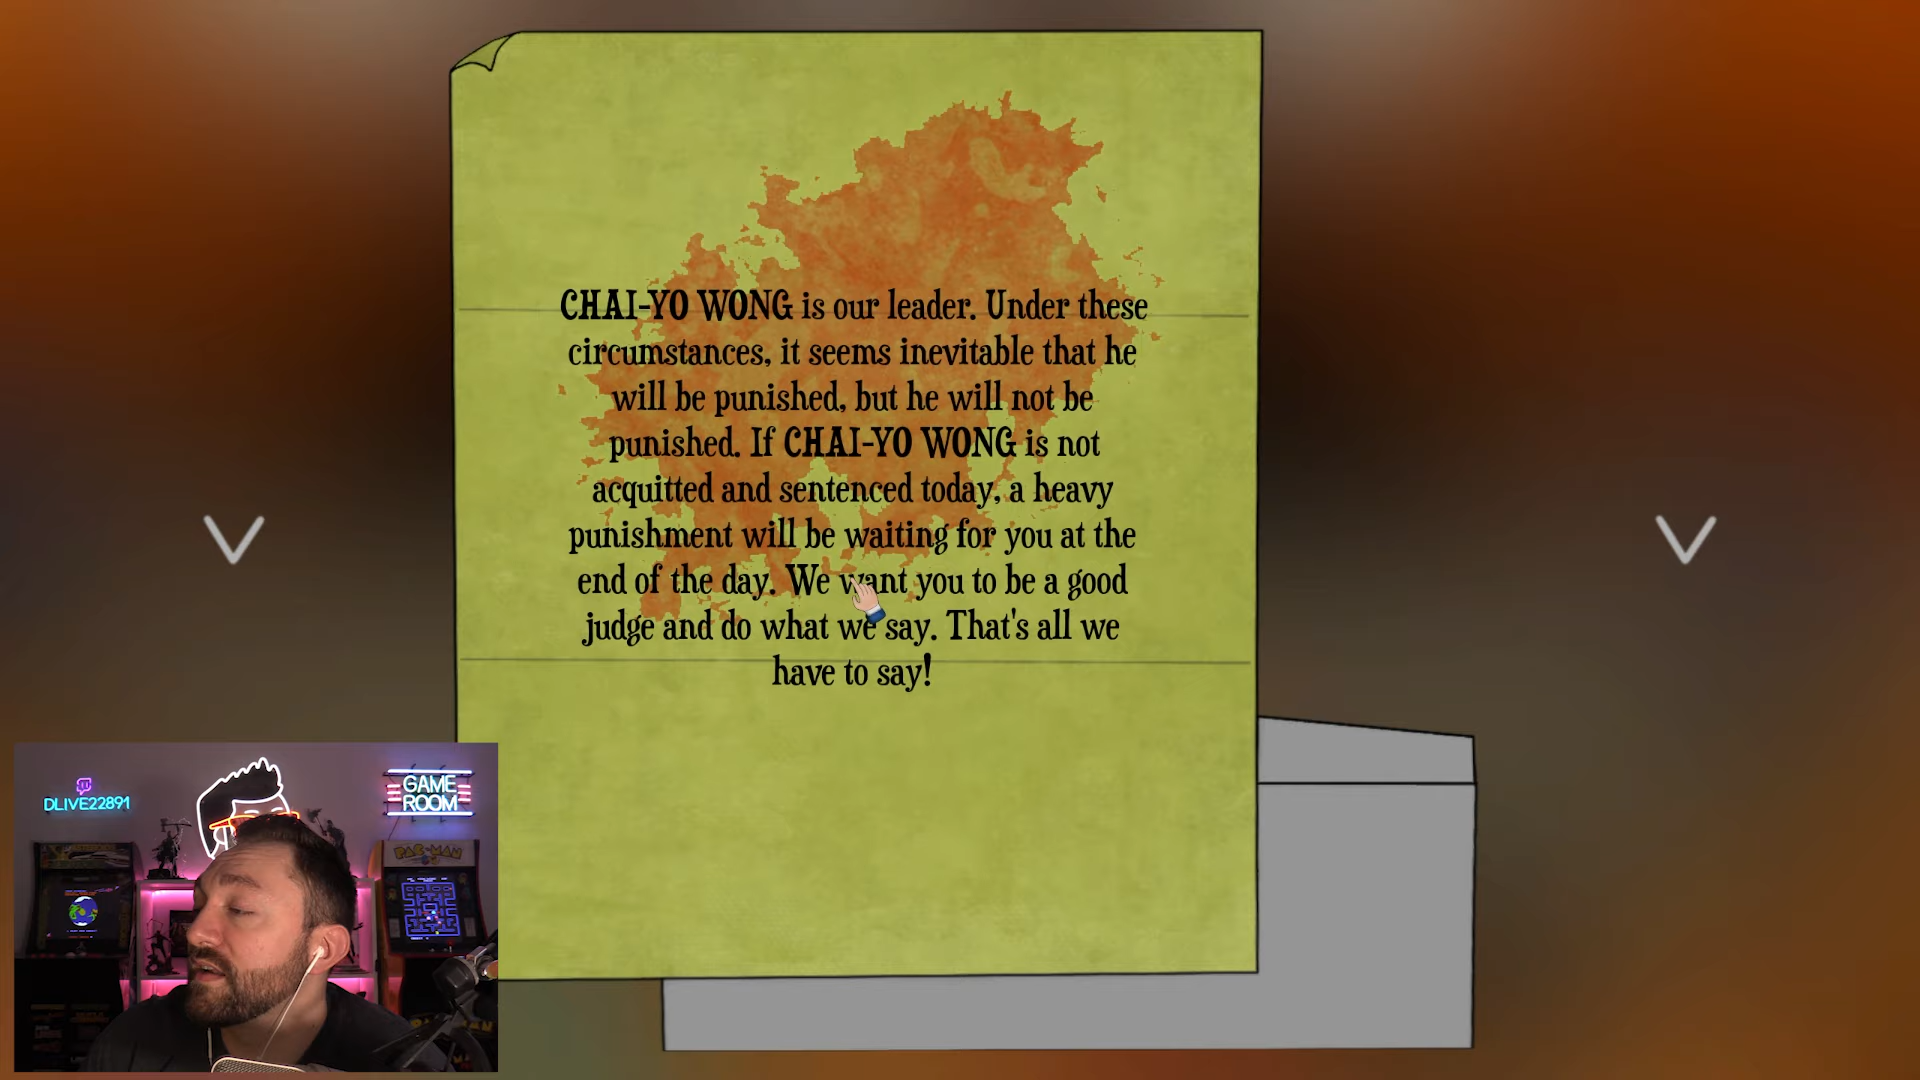 CHAI-YO WONG is our leader. Under these
circumstances, it seems inevitable that he
will be punished, but he will not be
punished. If CHAI-YO WONG is not
acquitted and sentenced today, a heavy
punishment will be waiting for you at the
end of the day. We want you to be a good
judge and do what we say. That's all we
have to say!
DLIVE22891
GAME
ROOM
PAC-MAN